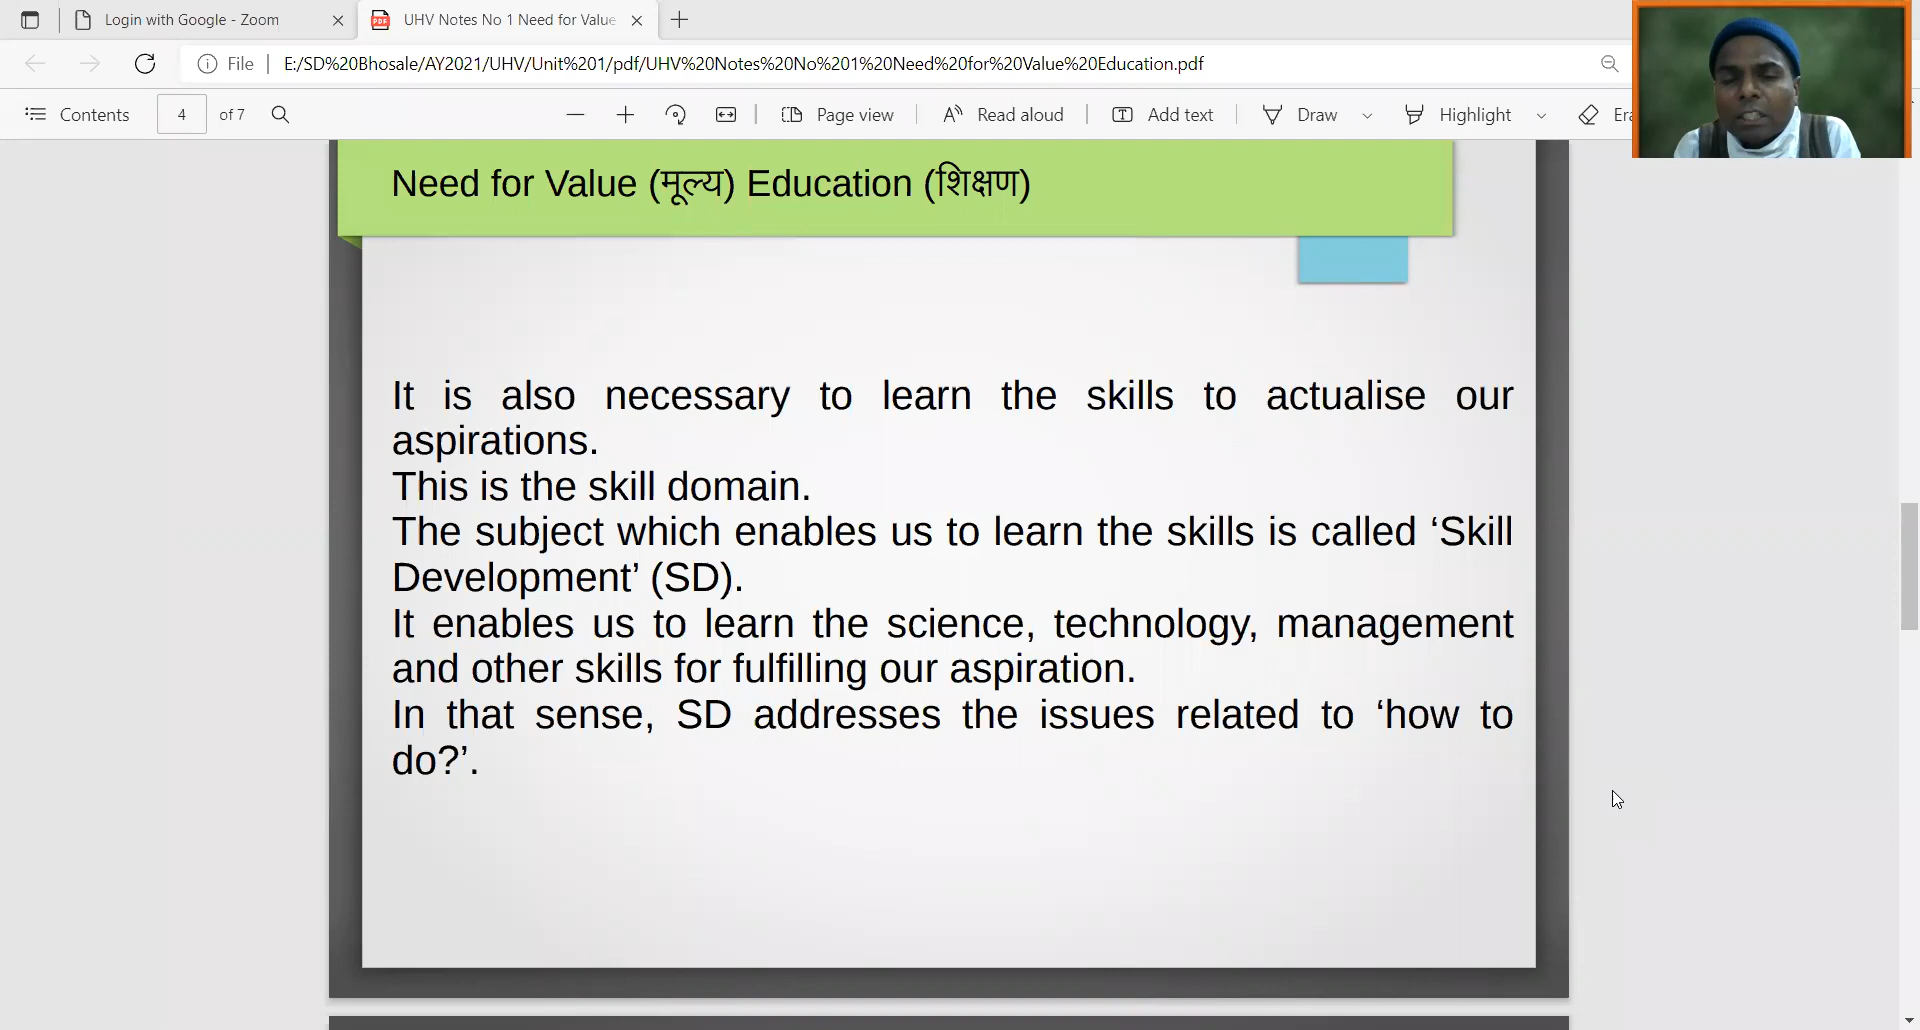 Login with Google - Zoom
UHV Notes No 1 Need for Value
File
E:/SD%20Bhosale/AY2021/UHV/Unit%201/pdf/UHV%20Notes%20No%201%20Need%20for%20Value%20Education.pdf
Contents 4 of 7 Page view Read aloud Add text Draw Highlight Era
Need for Value (मूल्य) Education (शिक्षण)
It is also necessary to learn the skills to actualise our
aspirations.
This is the skill domain.
The subject which enables us to learn the skills is called ‘Skill
Development’ (SD).
It enables us to learn the science, technology, management
and other skills for fulfilling our aspiration.
In that sense, SD addresses the issues related to ‘how to
do?’.